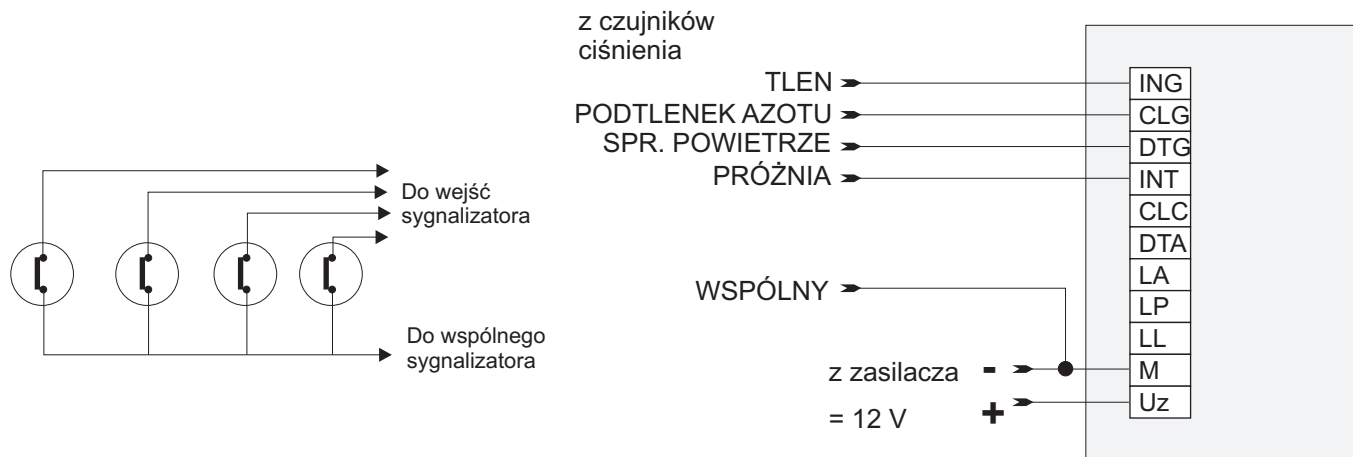 Do wejść
sygnalizatora
Do wspólnego
sygnalizatora
z czujników
ciśnienia
TLEN
PODTLENEK AZOTU
SPR. POWIETRZE
PRÓŻNIA
WSPÓLNY
z zasilacza -
= 12 V +
ING
CLG
DTG
INT
CLC
DTA
LA
LP
LL
M
Uz